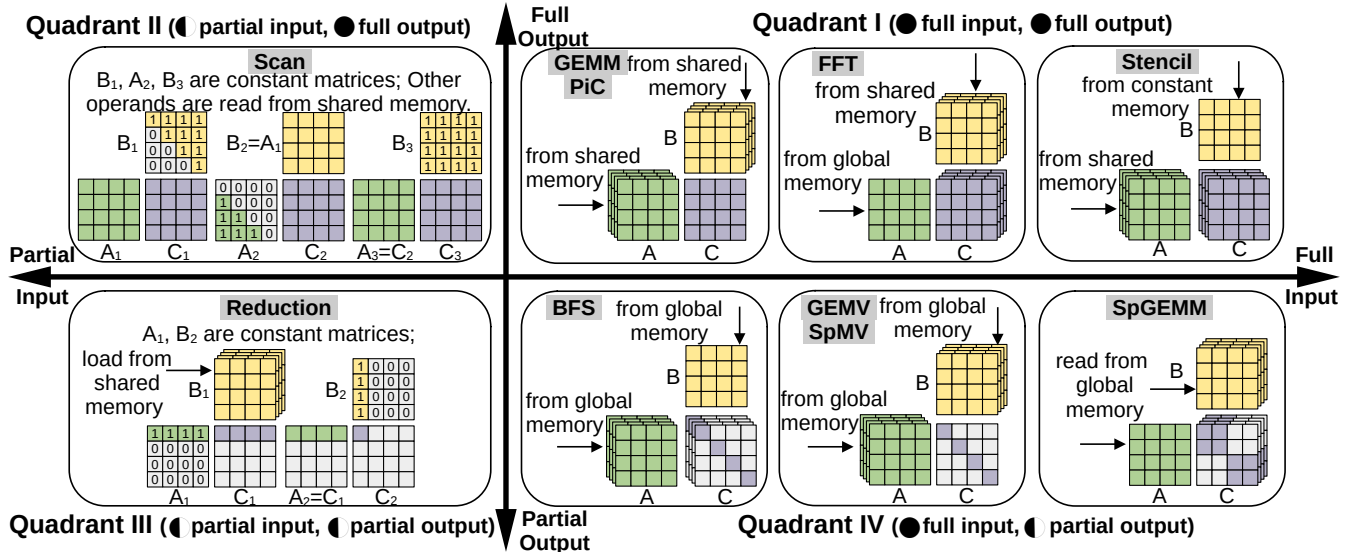 Quadrant II (◐ partial input, ● full output)
Full
Output
Quadrant I (● full input, ● full output)
Scan
B₁, A₂, B₃ are constant matrices; Other
operands are read from shared memory.
B₁
1 1 1 1
0 1 1 1
0 0 1 1
0 0 0 1
B₂=A₁
B₃
1 1 1 1
1 1 1 1
1 1 1 1
1 1 1 1
0 0 0 0
1 0 0 0
1 1 0 0
1 1 1 0
A₁
C₁
A₂
C₂
A₃=C₂
C₃
GEMM
PiC
from shared
memory
B
from shared
memory
A
C
FFT
from shared
memory
B
from global
memory
A
C
Stencil
from constant
memory
B
from shared
memory
A
C
Partial
Input
Full
Input
Reduction
A₁, B₂ are constant matrices;
load from
shared
memory
B₁
B₂
1 0 0 0
1 0 0 0
1 0 0 0
1 0 0 0
1 1 1 1
0 0 0 0
0 0 0 0
0 0 0 0
A₁
C₁
A₂=C₁
C₂
BFS
from global
memory
B
from global
memory
A
C
GEMV
SpMV
from global
memory
B
from global
memory
A
C
SpGEMM
read from
global
memory
B
A
C
Quadrant III (◐ partial input, ◐ partial output)
Partial
Output
Quadrant IV (● full input, ◐ partial output)